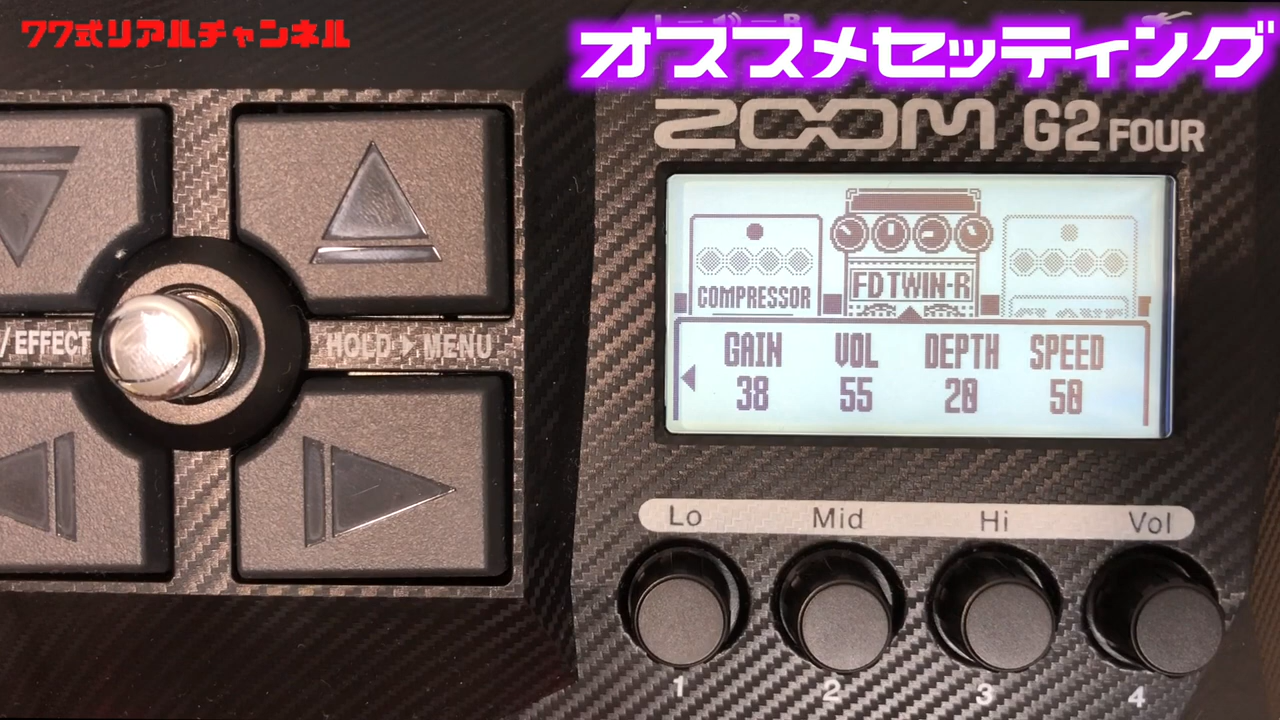 77式リアルチャンネル
オススメセッティング
ZOOM G2 FOUR
COMPRESSOR
FD TWIN-R
GAIN VOL DEPTH SPEED
38 55 20 50
/EFFECT
HOLD ▶ MENU
Lo Mid Hi Vol
1 2 3 4